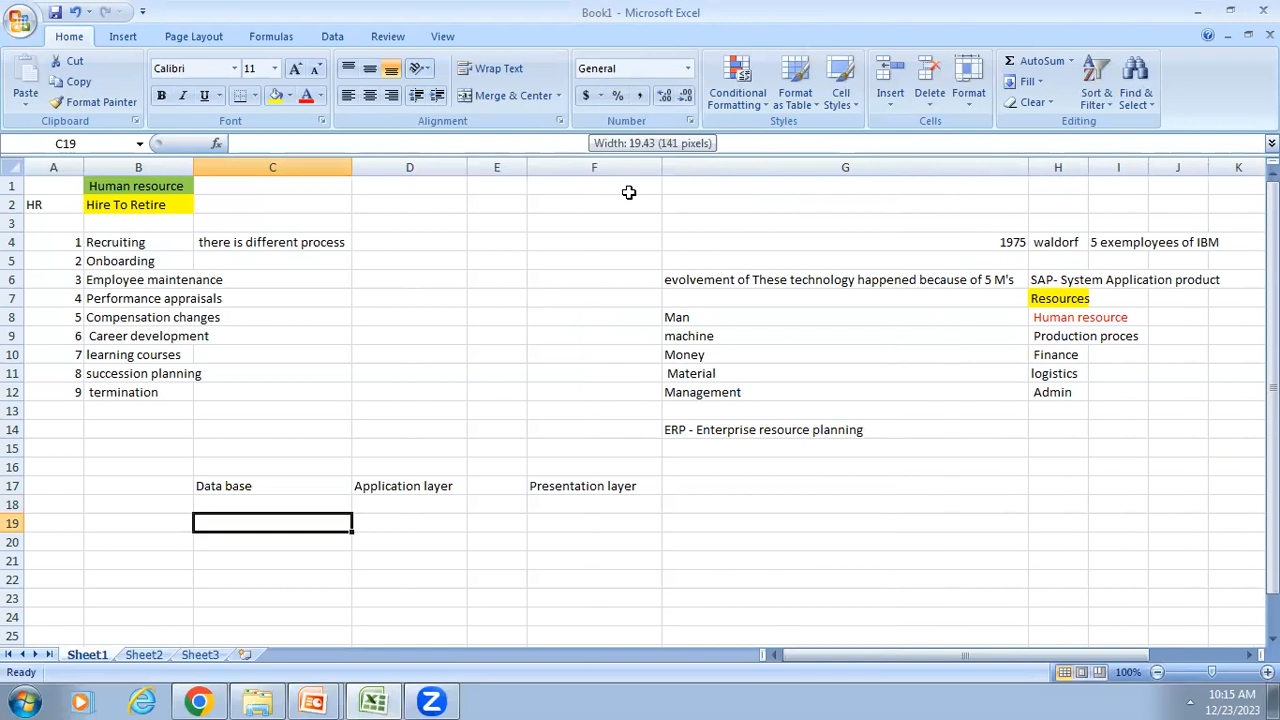 Book1 - Microsoft Excel
Home Insert Page Layout Formulas Data Review View
Paste Cut Copy Format Painter Clipboard
Calibri 11 B I U A Font
Wrap Text Merge & Center Alignment
General $ % , Number
Conditional Formatting Format as Table Cell Styles Styles
Insert Delete Format Cells
AutoSum Fill Clear Sort & Filter Find & Select Editing
C19 fx Width: 19.43 (141 pixels)
A B C D E F G H I J K
1 Human resource
2 HR Hire To Retire
3
4 1 Recruiting there is different process 1975 waldorf 5 exemployees of IBM
5 2 Onboarding
6 3 Employee maintenance evolvement of These technology happened because of 5 M's SAP- System Application product
7 4 Performance appraisals Resources
8 5 Compensation changes Man Human resource
9 6 Career development machine Production proces
10 7 learning courses Money Finance
11 8 succession planning Material logistics
12 9 termination Management Admin
13
14 ERP - Enterprise resource planning
15
16
17 Data base Application layer Presentation layer
18
19
20
21
22
23
24
25
Sheet1 Sheet2 Sheet3
Ready 100%
10:15 AM
12/23/2023